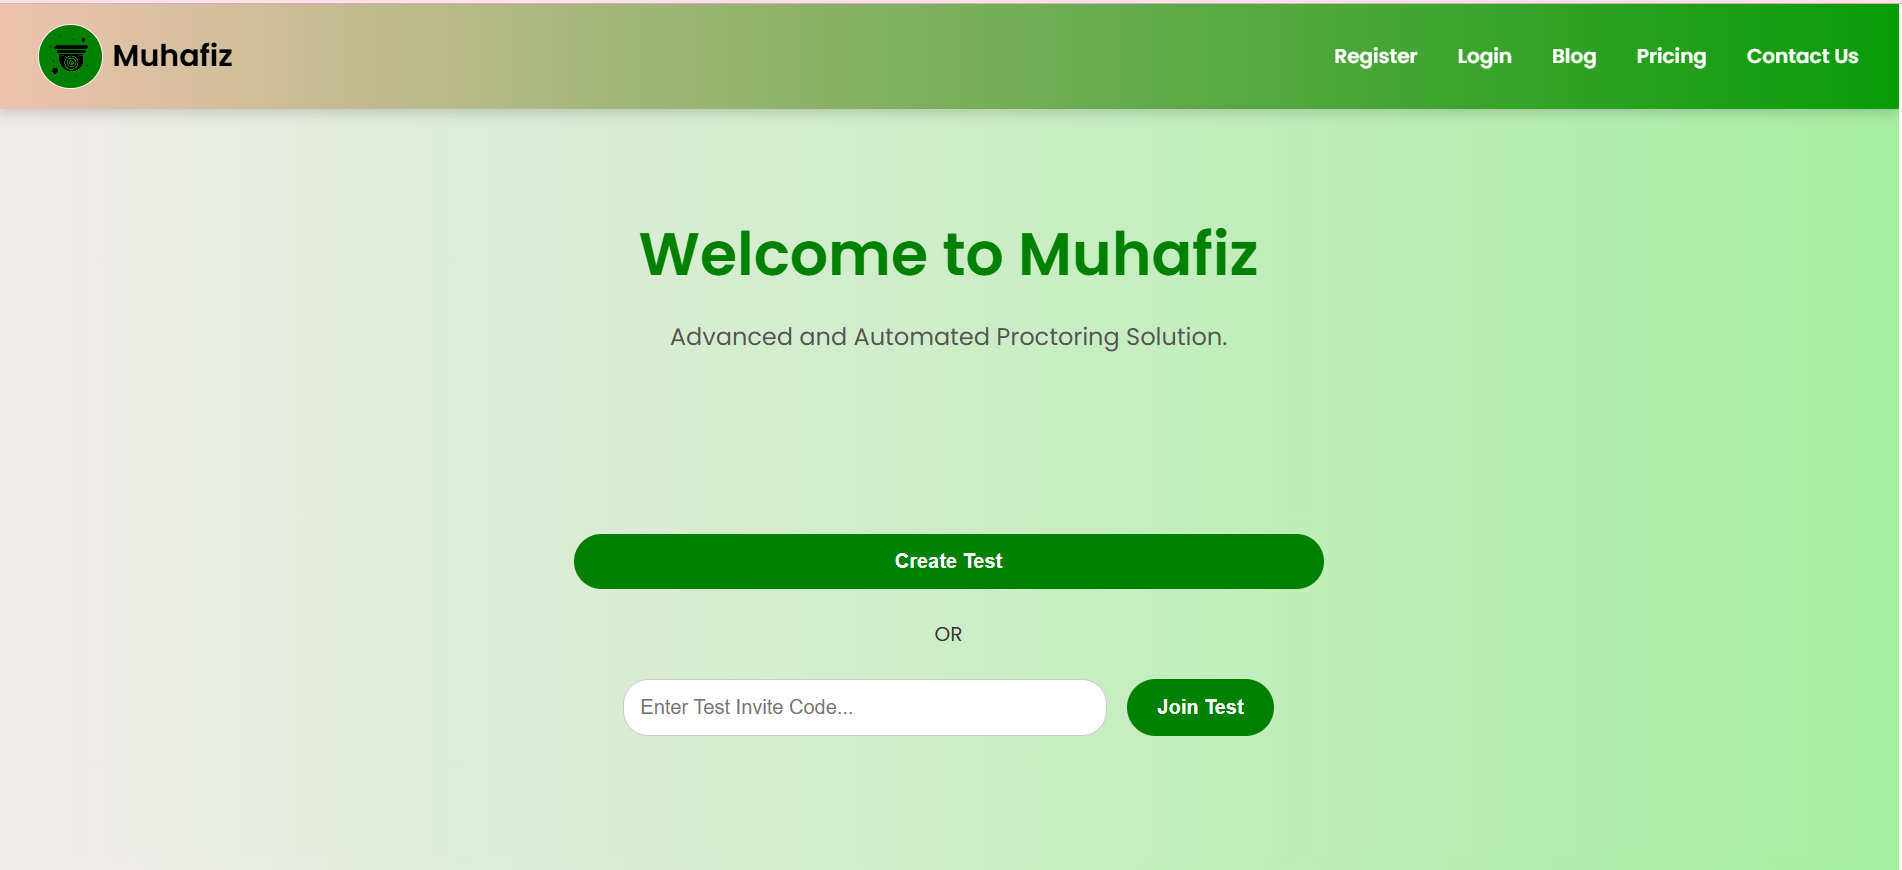 Muhafiz
Register Login Blog Pricing Contact Us
Welcome to Muhafiz
Advanced and Automated Proctoring Solution.
Create Test
OR
Enter Test Invite Code...
Join Test